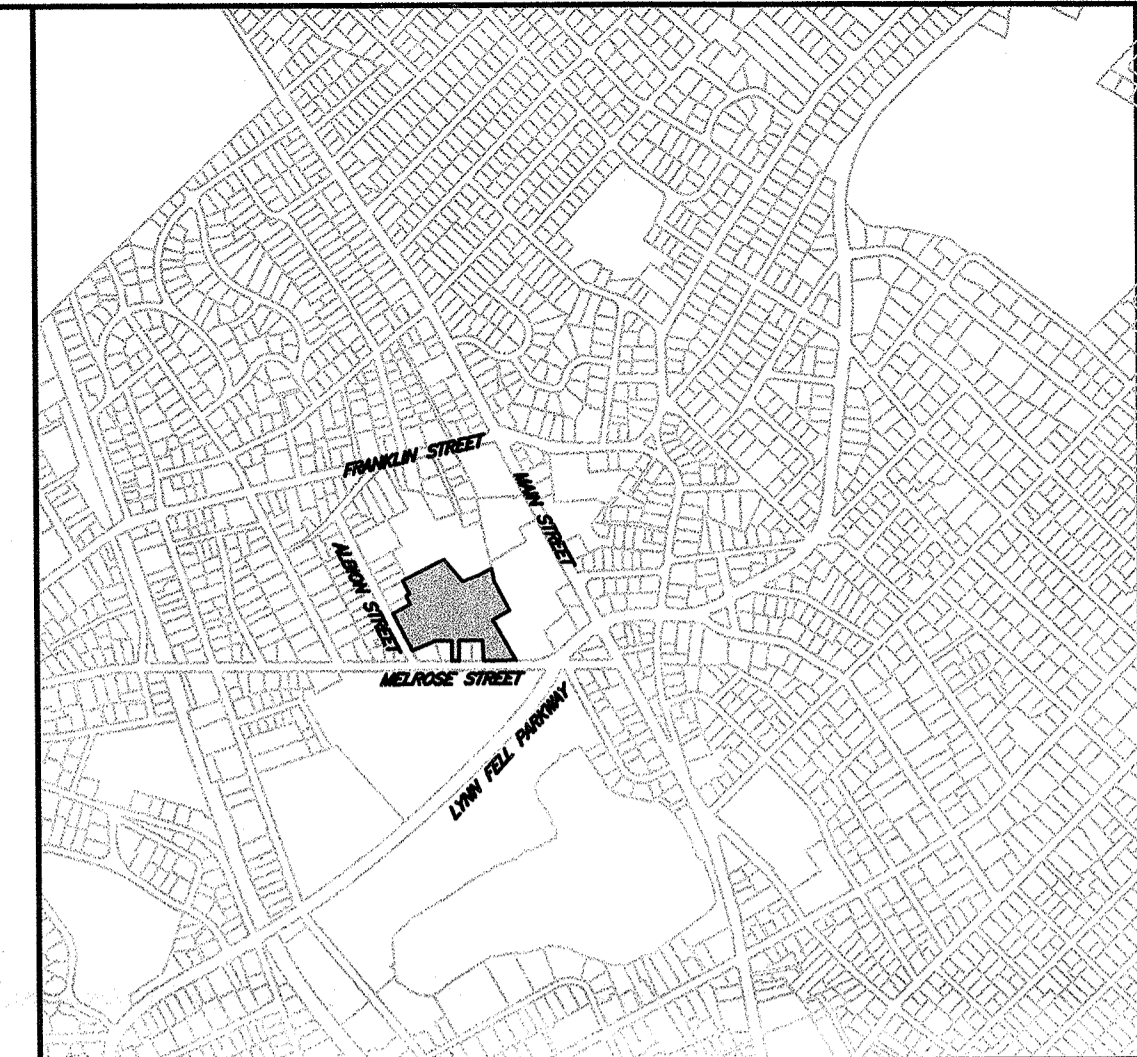 FRANKLIN STREET
MAIN STREET
ALBION STREET
MELROSE STREET
LYNN FELL PARKWAY